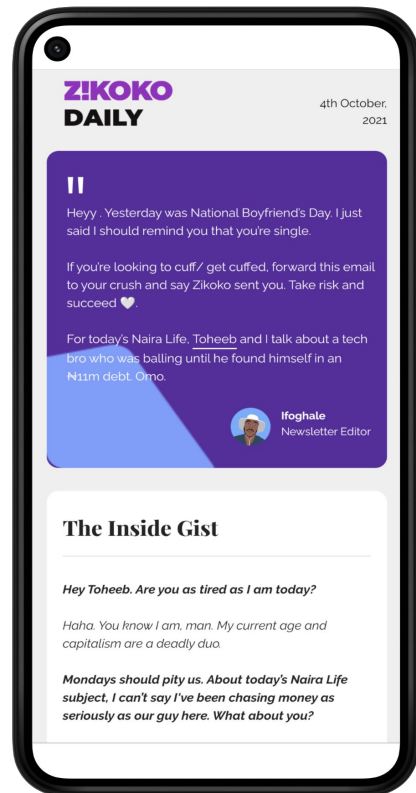 Z!KOKO
DAILY
4th October,
2021
"
Heyy . Yesterday was National Boyfriend's Day. I just
said I should remind you that you're single.
If you're looking to cuff/ get cuffed, forward this email
to your crush and say Zikoko sent you. Take risk and
succeed 🤍.
For today's Naira Life, Toheeb and I talk about a tech
bro who was balling until he found himself in an
₦11m debt. Omo.
Ifoghale
Newsletter Editor
The Inside Gist
Hey Toheeb. Are you as tired as I am today?
Haha. You know I am, man. My current age and
capitalism are a deadly duo.
Mondays should pity us. About today's Naira Life
subject, I can't say I've been chasing money as
seriously as our guy here. What about you?